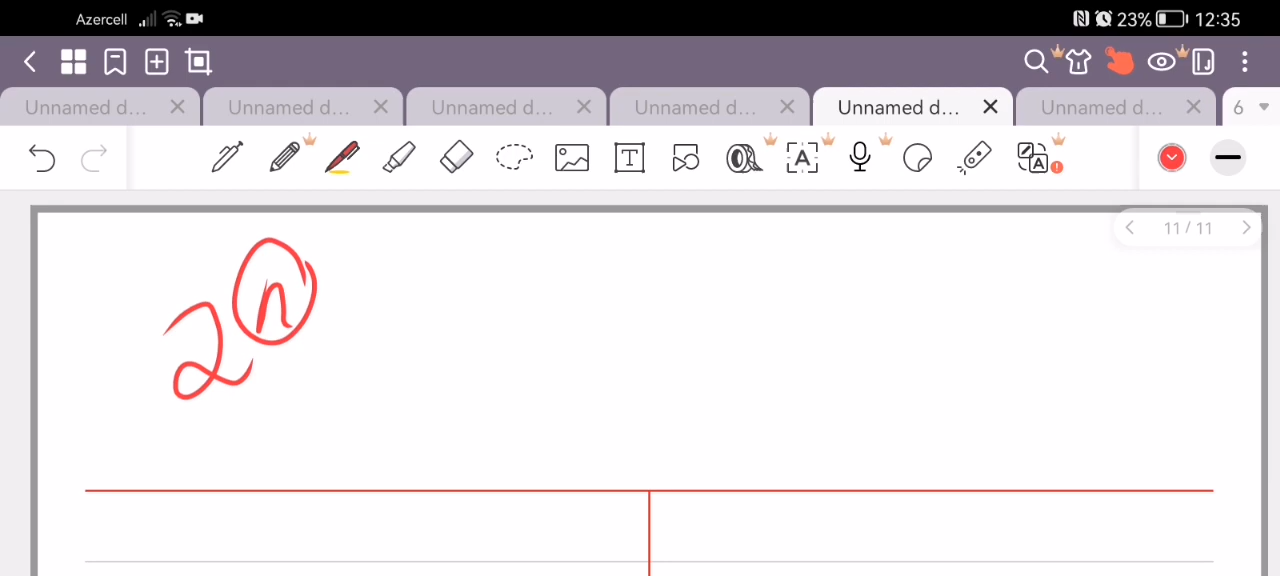 Azercell 23% 12:35
Unnamed d... Unnamed d... Unnamed d... Unnamed d... Unnamed d... Unnamed d... 6
T A A
11 / 11
2ⁿ